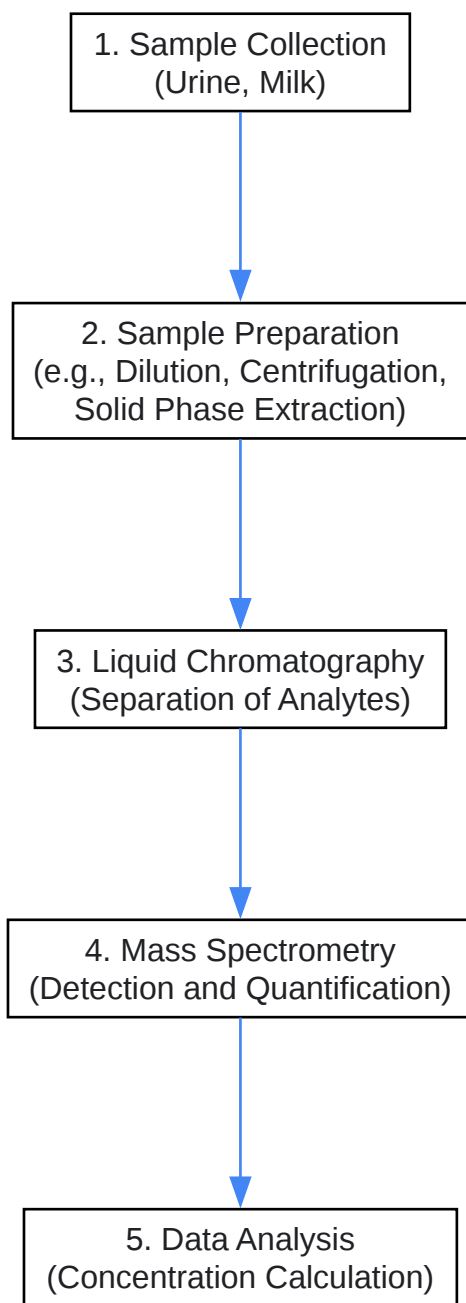 1. Sample Collection
(Urine, Milk)
2. Sample Preparation
(e.g., Dilution, Centrifugation,
Solid Phase Extraction)
3. Liquid Chromatography
(Separation of Analytes)
4. Mass Spectrometry
(Detection and Quantification)
5. Data Analysis
(Concentration Calculation)